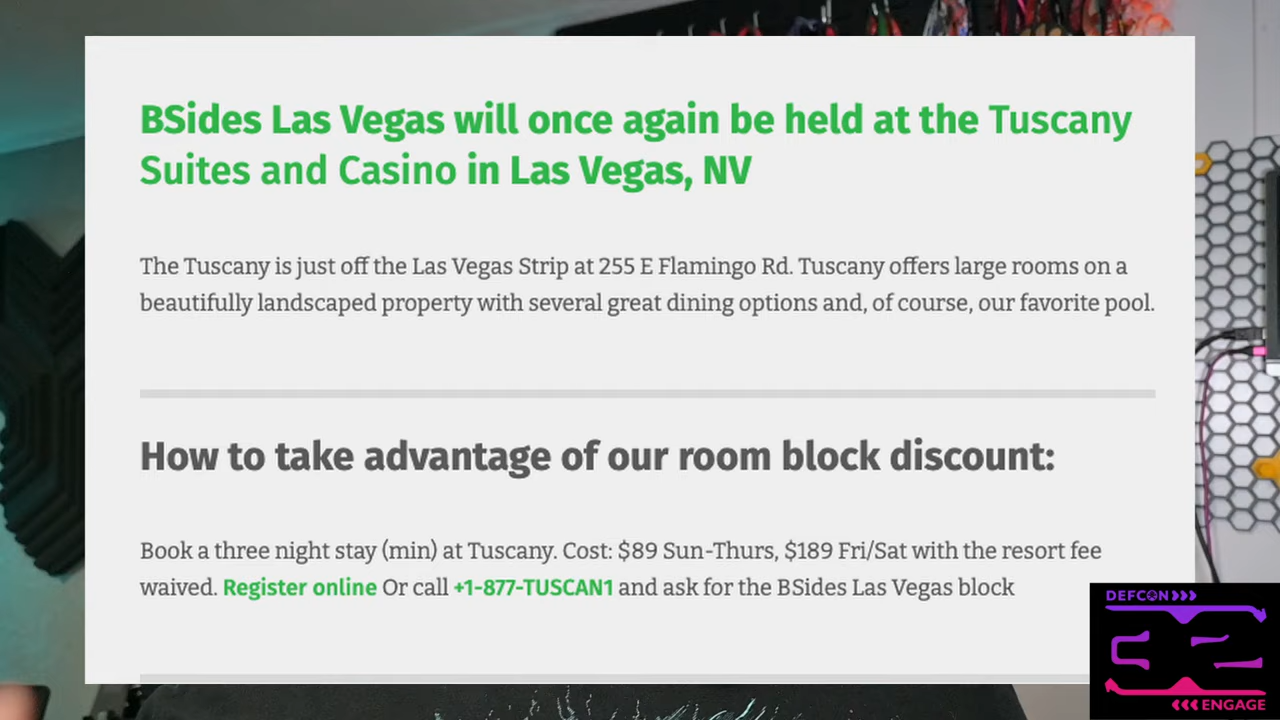 BSides Las Vegas will once again be held at the Tuscany
Suites and Casino in Las Vegas, NV
The Tuscany is just off the Las Vegas Strip at 255 E Flamingo Rd. Tuscany offers large rooms on a
beautifully landscaped property with several great dining options and, of course, our favorite pool.
How to take advantage of our room block discount:
Book a three night stay (min) at Tuscany. Cost: $89 Sun-Thurs, $189 Fri/Sat with the resort fee
waived. Register online Or call +1-877-TUSCAN1 and ask for the BSides Las Vegas block
DEFCON
ENGAGE